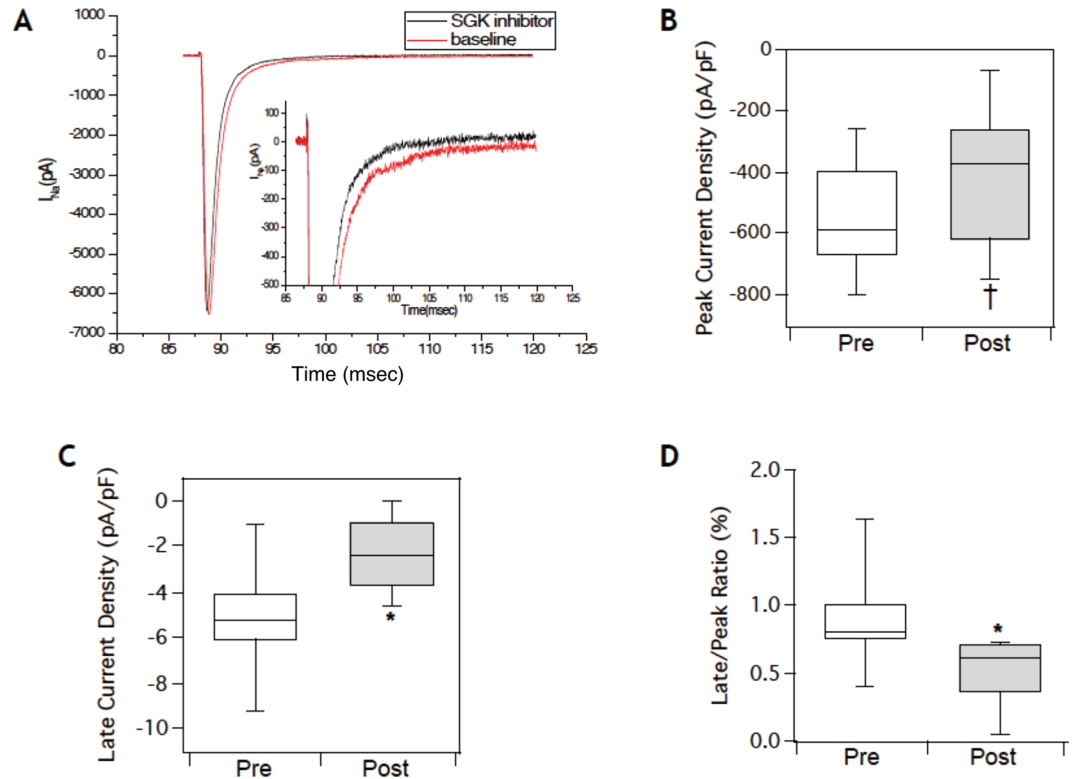 A
1000
0
-1000
-2000
-3000
-4000
-5000
-6000
-7000
I Na (pA)
80 85 90 95 100 105 110 115 120 125
Time (msec)
SGK inhibitor
baseline
100
0
-100
-200
-300
-400
-500
85 90 95 100 105 110 115 120 125
Time(msec)
B
Peak Current Density (pA/pF)
0
-200
-400
-600
-800
†
Pre Post
C
Late Current Density (pA/pF)
0
-2
-4
-6
-8
-10
*
Pre Post
D
Late/Peak Ratio (%)
2.0
1.5
1.0
0.5
0.0
*
Pre Post